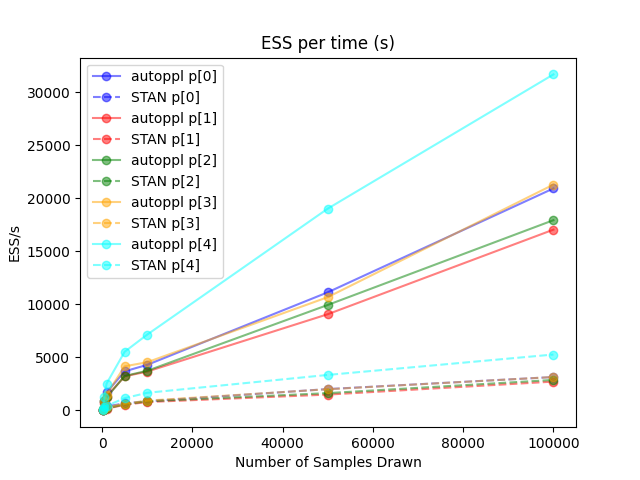 ESS per time (s)
autoppl p[0]
STAN p[0]
autoppl p[1]
STAN p[1]
autoppl p[2]
STAN p[2]
autoppl p[3]
STAN p[3]
autoppl p[4]
STAN p[4]
ESS/s
30000
25000
20000
15000
10000
5000
0
0 20000 40000 60000 80000 100000
Number of Samples Drawn